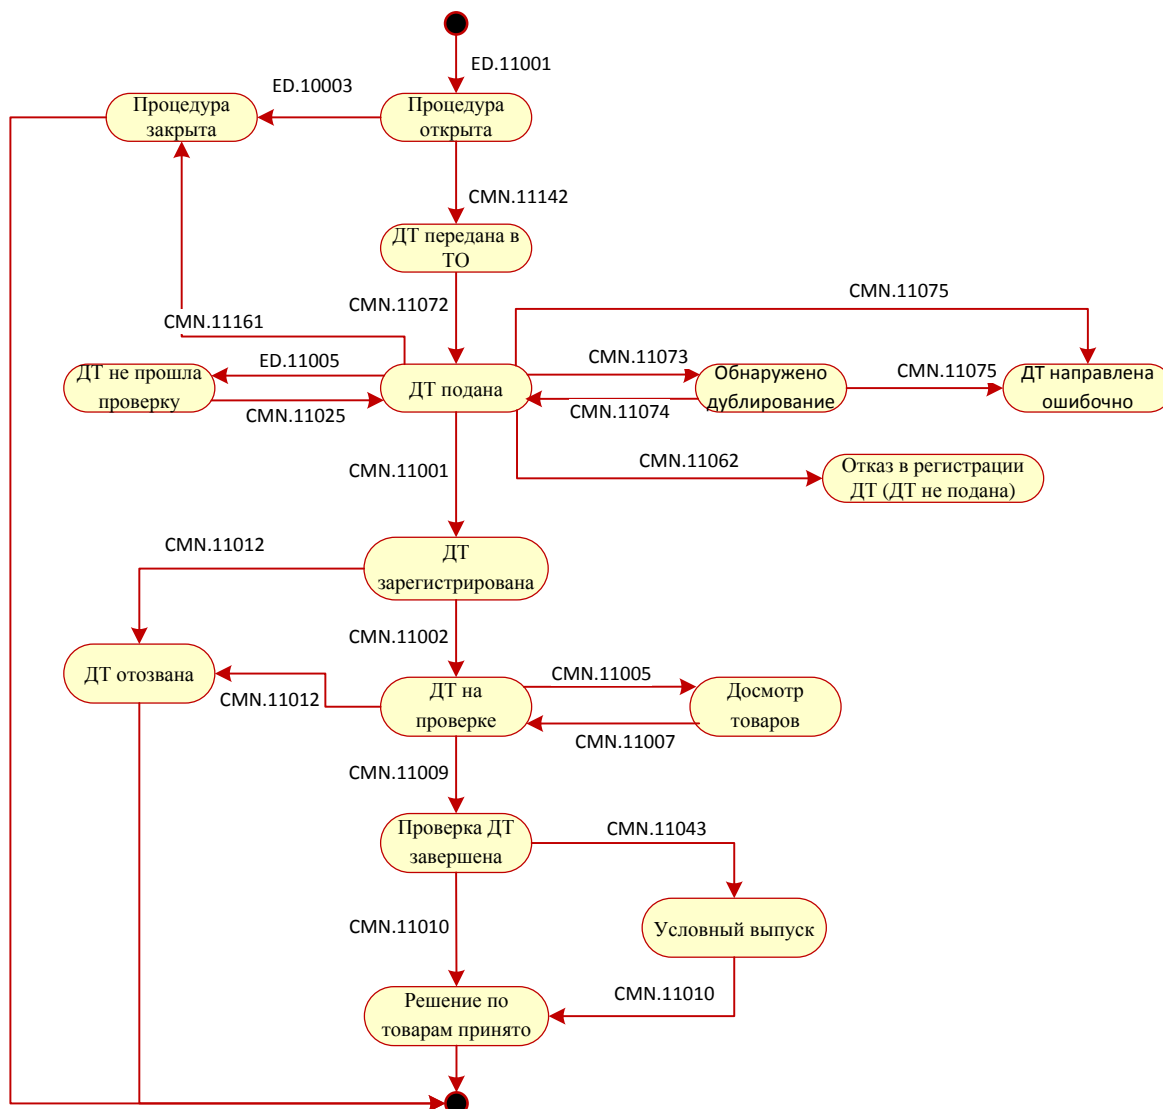 ED.11001
ED.10003
Процедура
закрыта
Процедура
открыта
CMN.11142
ДТ передана в
ТО
CMN.11072
CMN.11075
CMN.11161
ED.11005
CMN.11073
CMN.11075
ДТ не прошла
проверку
ДТ подана
Обнаружено
дублирование
ДТ направлена
ошибочно
CMN.11025
CMN.11074
CMN.11001
CMN.11062
Отказ в регистрации
ДТ (ДТ не подана)
CMN.11012
ДТ
зарегистрирована
CMN.11002
ДТ отозвана
CMN.11012
ДТ на
проверке
CMN.11005
Досмотр
товаров
CMN.11007
CMN.11009
Проверка ДТ
завершена
CMN.11043
CMN.11010
Условный выпуск
CMN.11010
Решение по
товарам принято